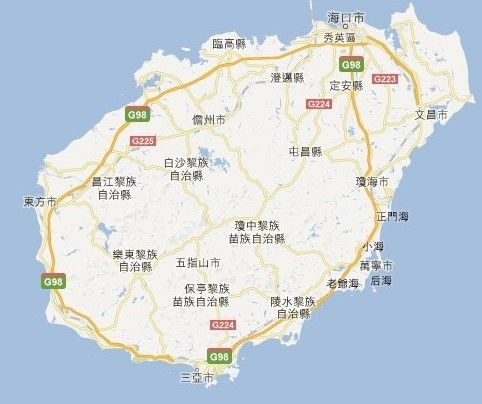 海口市
秀英區
臨高縣
G98
澄邁縣
G223
定安縣
G224
G98
文昌市
儋州市
G225
屯昌縣
白沙黎族
自治縣
昌江黎族
自治縣
瓊海市
東方市
正門海
瓊中黎族
苗族自治縣
小海
樂東黎族
自治縣
五指山市
萬寧市
后海
老爺海
G98
保亭黎族
苗族自治縣
陵水黎族
自治縣
G224
G98
三亞市